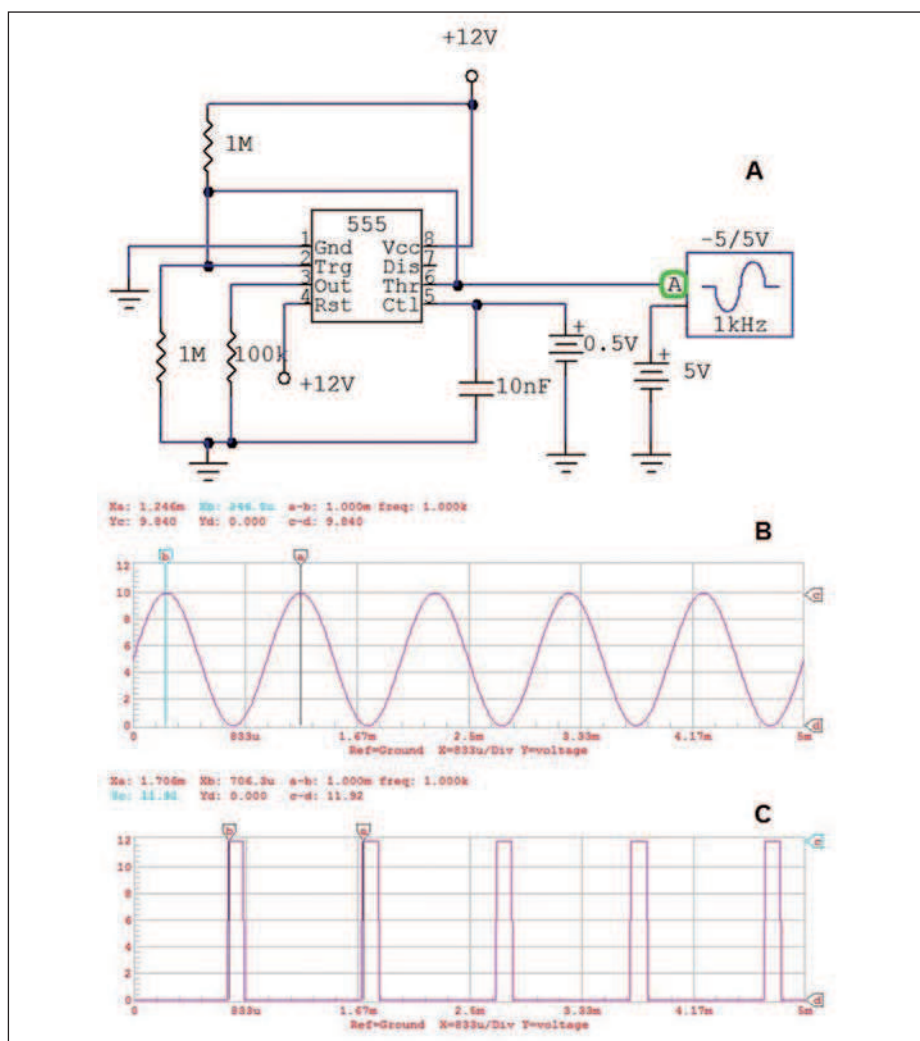 +12V
1M
A
555
-5/5V
1 Gnd Vcc 8
2 Trg Dis 7
3 Out Thr 6
4 Rst Ctl 5
A
1kHz
1M
100k
+12V
10nF
0.5V
5V
Xa: 1.246m Xb: 246.0u a-b: 1.000m freq: 1.000k
Yc: 9.840 Yd: 0.000 c-d: 9.840
B
b a
12
10
8
6
4
2
0
c
d
0 833u 1.67m 2.5m 3.33m 4.17m 5m
Ref=Ground X=833u/Div Y=voltage
Xa: 1.706m Xb: 706.3u a-b: 1.000m freq: 1.000k
c-d: 11.92
Yd: 0.000
C
b a
12
10
8
6
4
2
0
d
0 833u 1.67m 2.5m 3.33m 4.17m 5m
Ref=Ground X=833u/Div Y=voltage